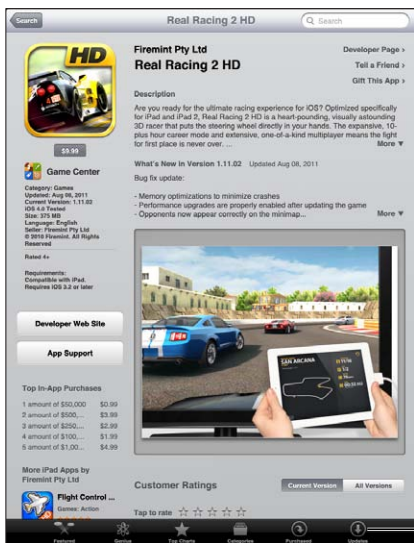 Search
Real Racing 2 HD
Search
HD
$9.99
Game Center
Category: Games
Updated: Aug 08, 2011
Current Version: 1.11.02
iOS 4.0 Tested
Size: 375 MB
Language: English
Seller: Firemint Pty Ltd
© 2010 Firemint. All Rights
Reserved
Rated 4+
Requirements:
Compatible with iPad.
Requires iOS 3.2 or later
Developer Web Site
App Support
Top In-App Purchases
1 amount of $50,000 $0.99
2 amount of $500,... $3.99
3 amount of $250,... $2.99
4 amount of $100,... $1.99
5 amount of $1,00... $4.99
More iPad Apps by
Firemint Pty Ltd
Flight Control ...
Games: Action
Firemint Pty Ltd
Real Racing 2 HD
Developer Page ›
Tell a Friend ›
Gift This App ›
Description
Are you ready for the ultimate racing experience for iOS? Optimized specifically
for iPad and iPad 2, Real Racing 2 HD is a heart-pounding, visually astounding
3D racer that puts the steering wheel directly in your hands. The expansive, 10-
plus hour career mode and extensive, one-of-a-kind multiplayer means the fight
for first place is never over. ...
More ▼
What's New in Version 1.11.02 Updated Aug 08, 2011
Bug fix update:
- Memory optimizations to minimize crashes
- Performance upgrades are properly enabled after updating the game
- Opponents now appear correctly on the minimap...
More ▼
SAN ARCANA
Customer Ratings
Current Version
All Versions
Tap to rate
Featured
Genius
Top Charts
Categories
Purchased
Updates